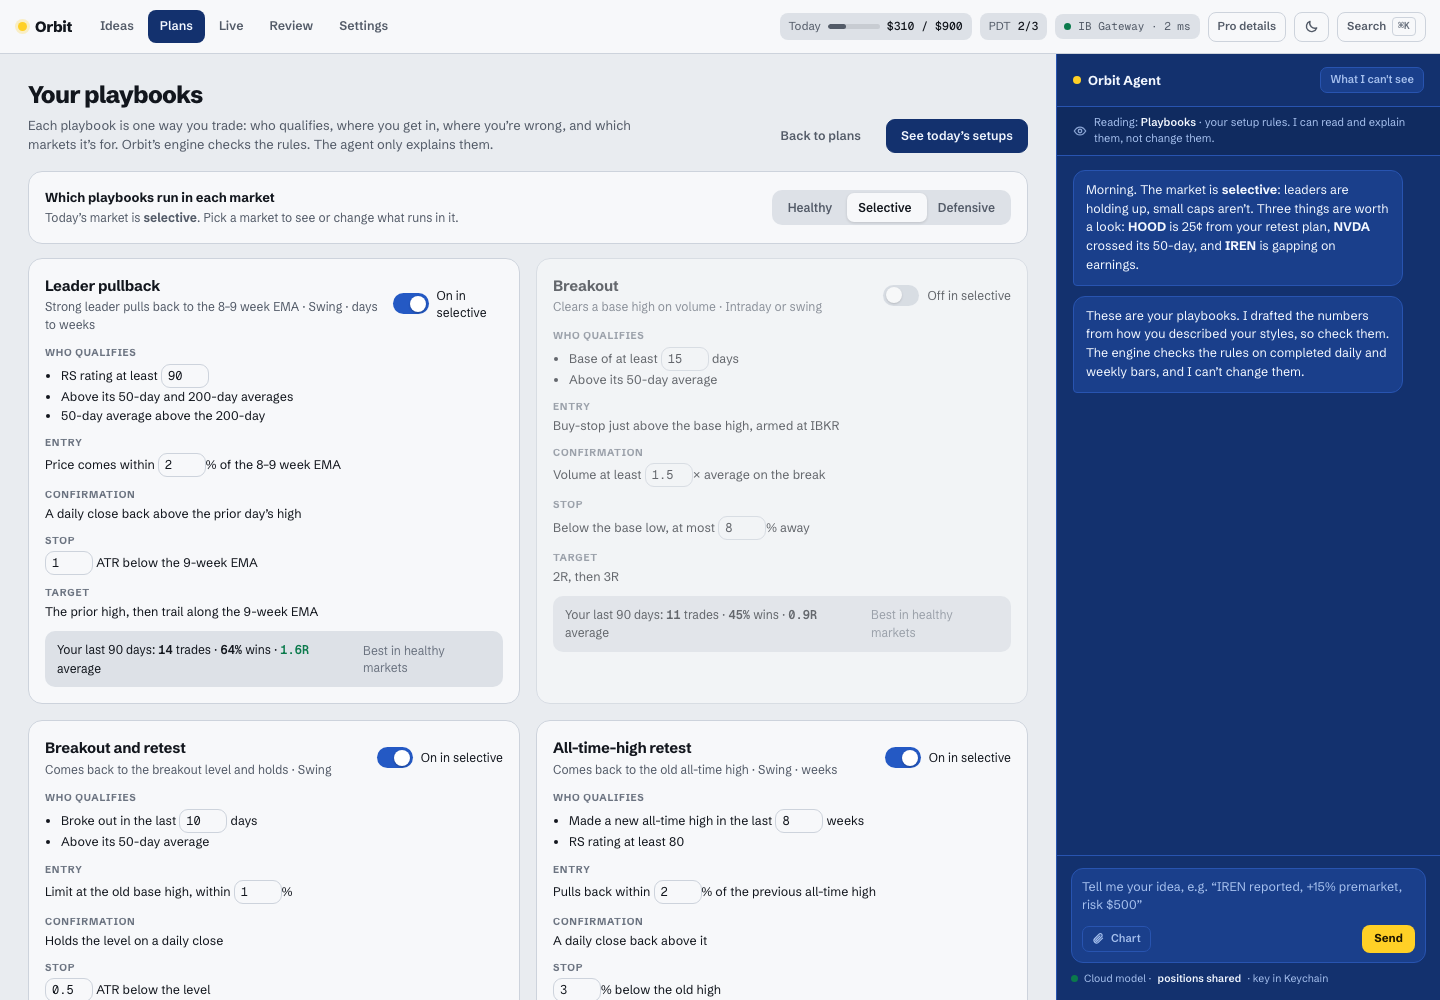 Orbit
Ideas
Plans
Live
Review
Settings
Today $310 / $900
PDT 2/3
IB Gateway · 2 ms
Pro details
Search ⌘K
Your playbooks
Each playbook is one way you trade: who qualifies, where you get in, where you’re wrong, and which
markets it’s for. Orbit’s engine checks the rules. The agent only explains them.
Back to plans
See today’s setups
Which playbooks run in each market
Today’s market is selective. Pick a market to see or change what runs in it.
Healthy
Selective
Defensive
Leader pullback
Strong leader pulls back to the 8–9 week EMA · Swing · days
to weeks
On in
selective
WHO QUALIFIES
• RS rating at least 90
• Above its 50-day and 200-day averages
• 50-day average above the 200-day
ENTRY
Price comes within 2 % of the 8–9 week EMA
CONFIRMATION
A daily close back above the prior day’s high
STOP
1 ATR below the 9-week EMA
TARGET
The prior high, then trail along the 9-week EMA
Your last 90 days: 14 trades · 64% wins · 1.6R
average
Best in healthy
markets
Breakout
Clears a base high on volume · Intraday or swing
Off in selective
WHO QUALIFIES
• Base of at least 15 days
• Above its 50-day average
ENTRY
Buy-stop just above the base high, armed at IBKR
CONFIRMATION
Volume at least 1.5 × average on the break
STOP
Below the base low, at most 8 % away
TARGET
2R, then 3R
Your last 90 days: 11 trades · 45% wins · 0.9R
average
Best in healthy
markets
Breakout and retest
Comes back to the breakout level and holds · Swing
On in selective
WHO QUALIFIES
• Broke out in the last 10 days
• Above its 50-day average
ENTRY
Limit at the old base high, within 1 %
CONFIRMATION
Holds the level on a daily close
STOP
0.5 ATR below the level
All-time-high retest
Comes back to the old all-time high · Swing · weeks
On in selective
WHO QUALIFIES
• Made a new all-time high in the last 8 weeks
• RS rating at least 80
ENTRY
Pulls back within 2 % of the previous all-time high
CONFIRMATION
A daily close back above it
STOP
3 % below the old high
Orbit Agent
What I can't see
Reading: Playbooks · your setup rules. I can read and explain
them, not change them.
Morning. The market is selective: leaders are
holding up, small caps aren’t. Three things are worth
a look: HOOD is 25¢ from your retest plan, NVDA
crossed its 50-day, and IREN is gapping on
earnings.
These are your playbooks. I drafted the numbers
from how you described your styles, so check them.
The engine checks the rules on completed daily and
weekly bars, and I can’t change them.
Tell me your idea, e.g. “IREN reported, +15% premarket,
risk $500”
Chart
Send
Cloud model · positions shared · key in Keychain